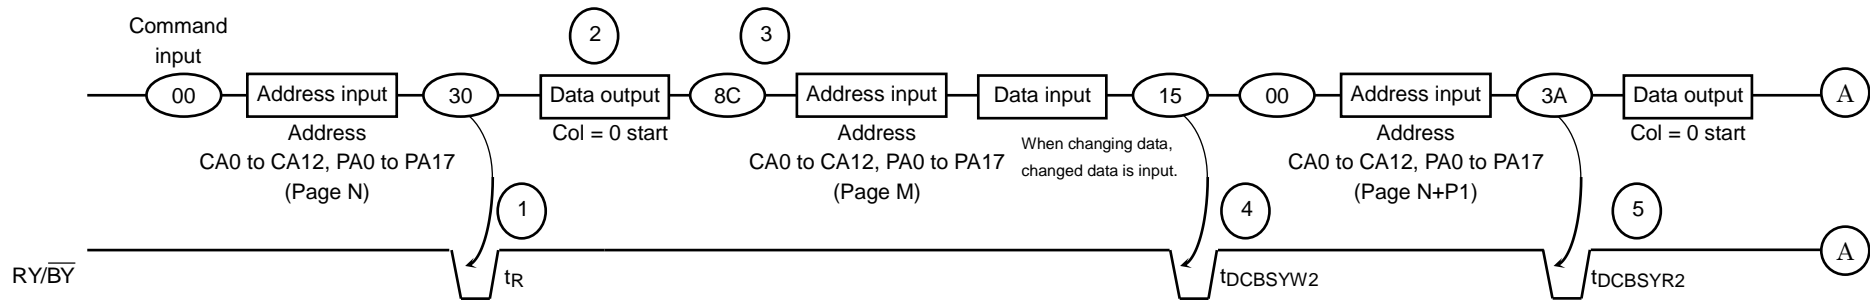 Command
input
2
3
00
Address input
30
Data output
8C
Address input
Data input
15
00
Address input
3A
Data output
A
Address
CA0 to CA12, PA0 to PA17
(Page N)
Col = 0 start
Address
CA0 to CA12, PA0 to PA17
(Page M)
When changing data,
changed data is input.
Address
CA0 to CA12, PA0 to PA17
(Page N+P1)
Col = 0 start
1
4
5
RY/BY
tR
tDCBSYW2
tDCBSYR2
A